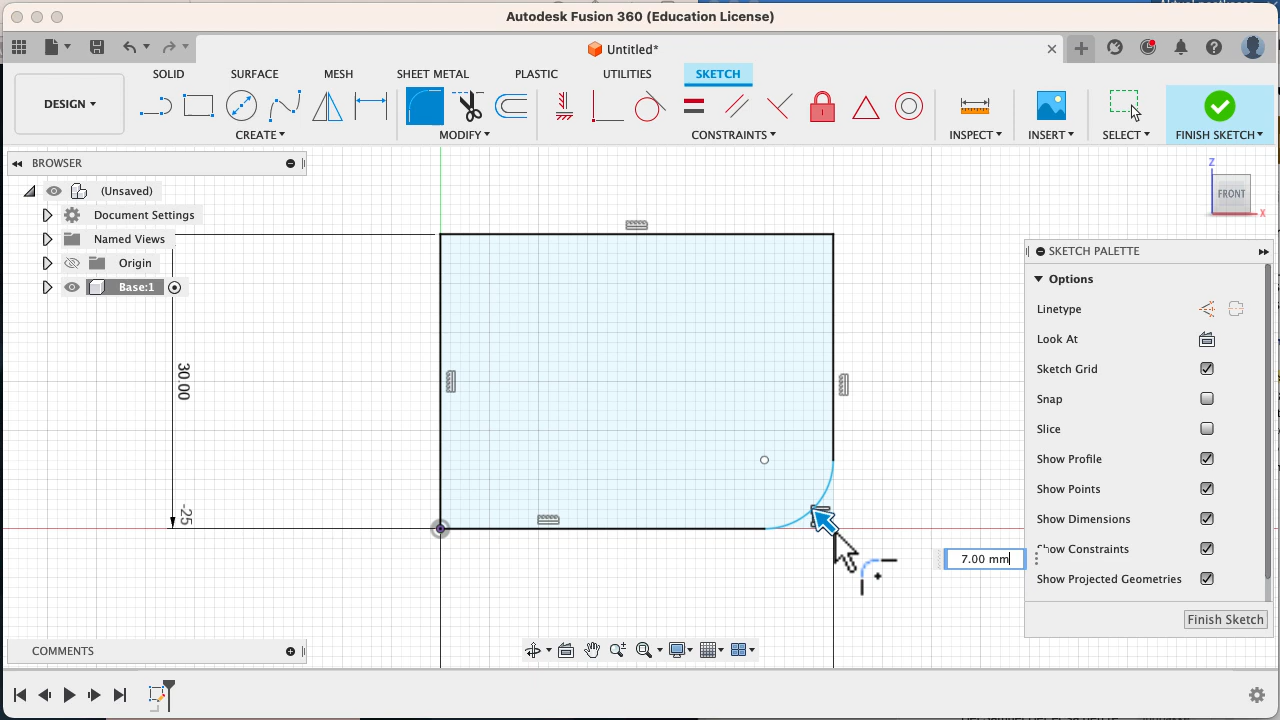 Autodesk Fusion 360 (Education License)
Untitled*
SOLID
SURFACE
MESH
SHEET METAL
PLASTIC
UTILITIES
SKETCH
DESIGN
CREATE
MODIFY
CONSTRAINTS
INSPECT
INSERT
SELECT
FINISH SKETCH
BROWSER
(Unsaved)
Document Settings
Named Views
Origin
Base:1
30.00
-25
Z
FRONT
X
SKETCH PALETTE
Options
Linetype
Look At
Sketch Grid
Snap
Slice
Show Profile
Show Points
Show Dimensions
Show Constraints
Show Projected Geometries
7.00 mm
Finish Sketch
COMMENTS